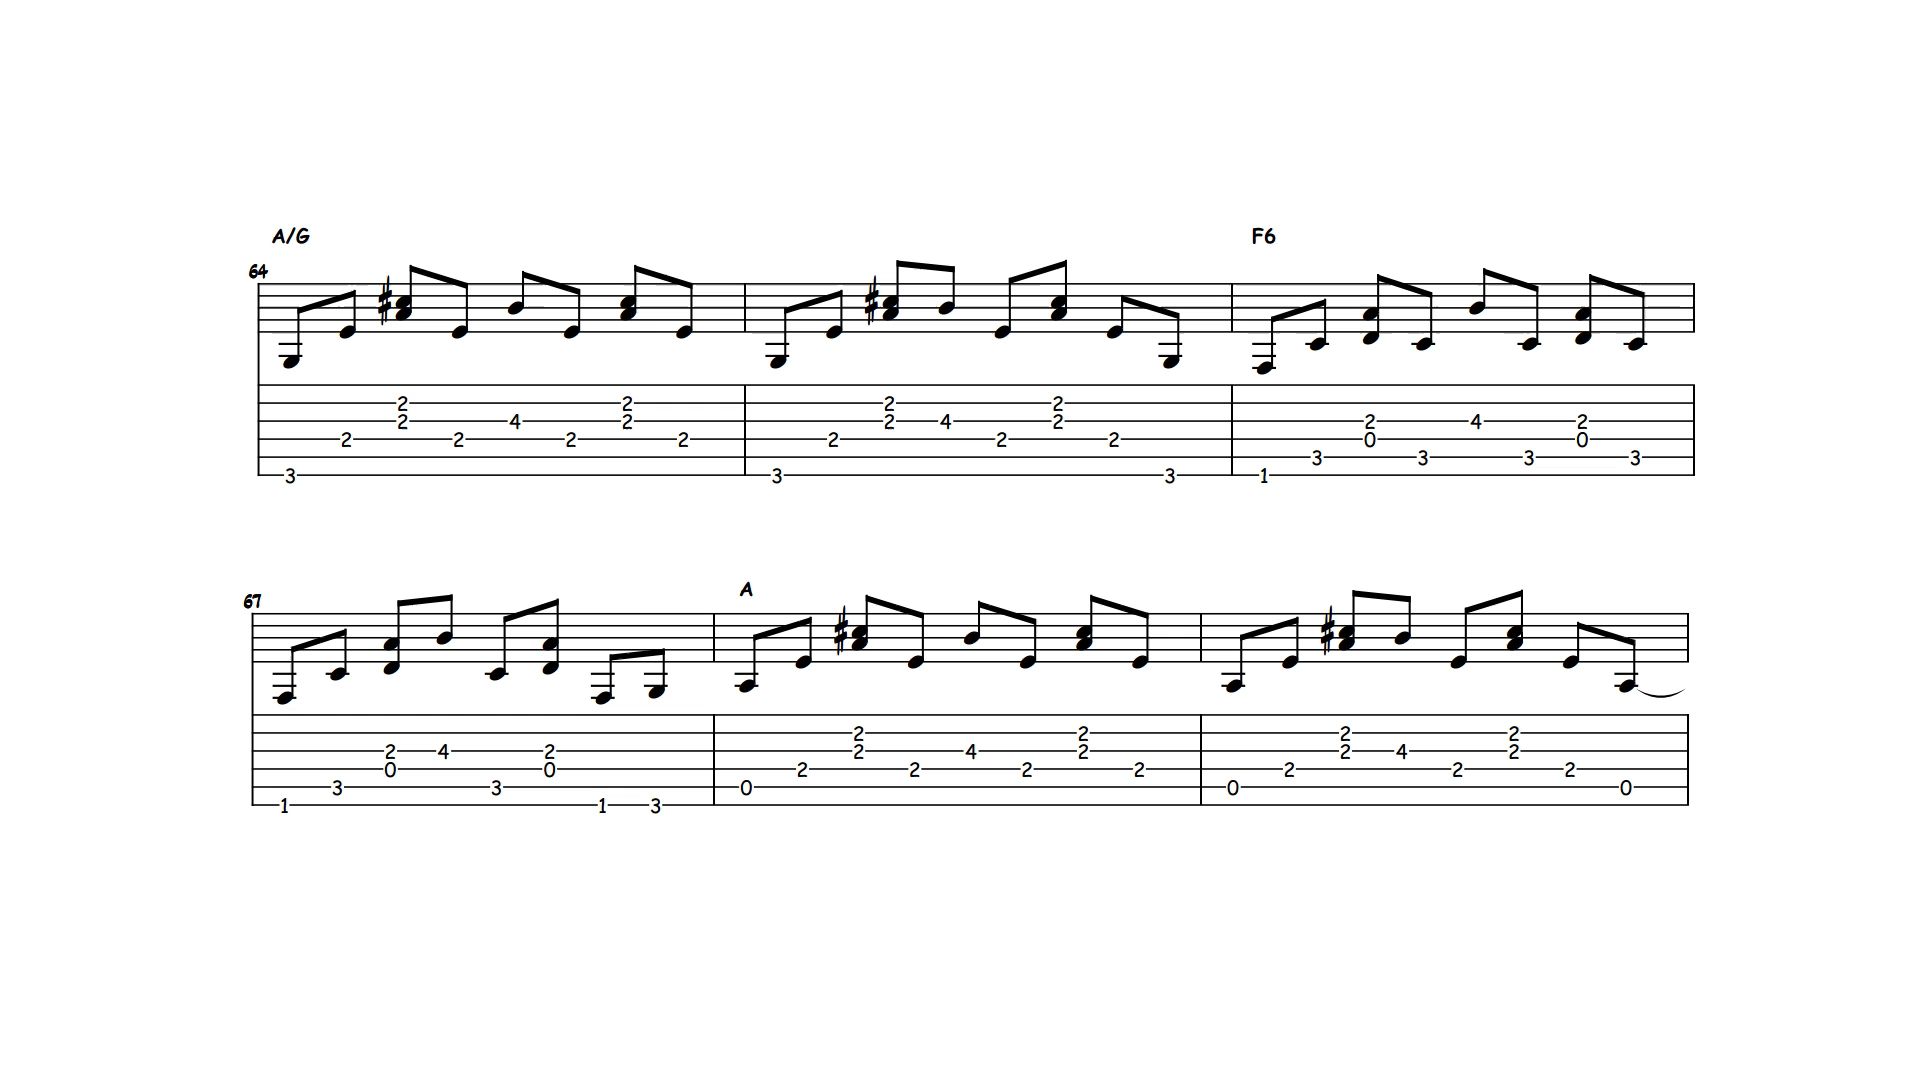 A/G F6
64
2 2 2 2 2
2 4 2 2 4 2 2 4 2
2 2 2 2 2 2 2 0 0
3 3 3
3 3 3 1
A
67
2 2 2 2
2 4 2 2 4 2 2 4 2
0 0 2 2 2 2 2 2 2
3 3 0 0 0
1 1 3